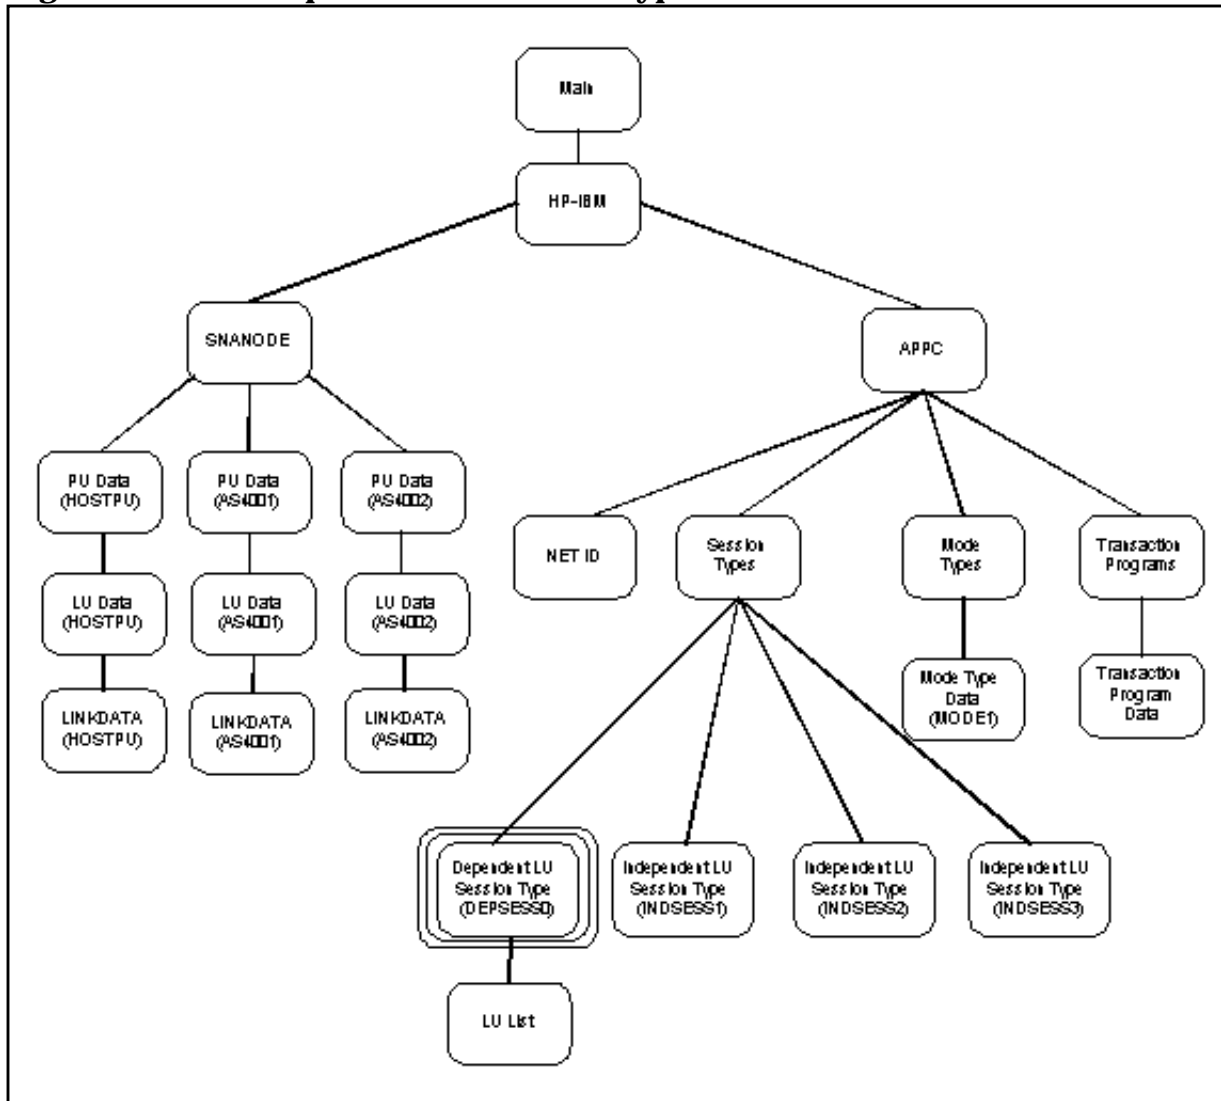 Main
HP-IBM
SNANODE
APPC
PU Data
(HOSTPU)
PU Data
(AS4001)
PU Data
(AS4002)
NET ID
Session
Types
Mode
Types
Transaction
Programs
LU Data
(HOSTPU)
LU Data
(AS4001)
LU Data
(AS4002)
LINKDATA
(HOSTPU)
LINKDATA
(AS4001)
LINKDATA
(AS4002)
Mode Type
Data
(MODE1)
Transaction
Program
Data
Dependent LU
Session Type
(DEPSESS0)
Independent LU
Session Type
(INDSESS1)
Independent LU
Session Type
(INDSESS2)
Independent LU
Session Type
(INDSESS3)
LU List